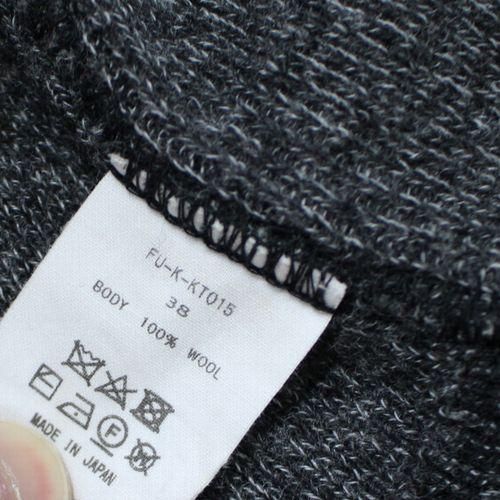 FU-K-KT015
38
BODY 100% WOOL
MADE IN JAPAN